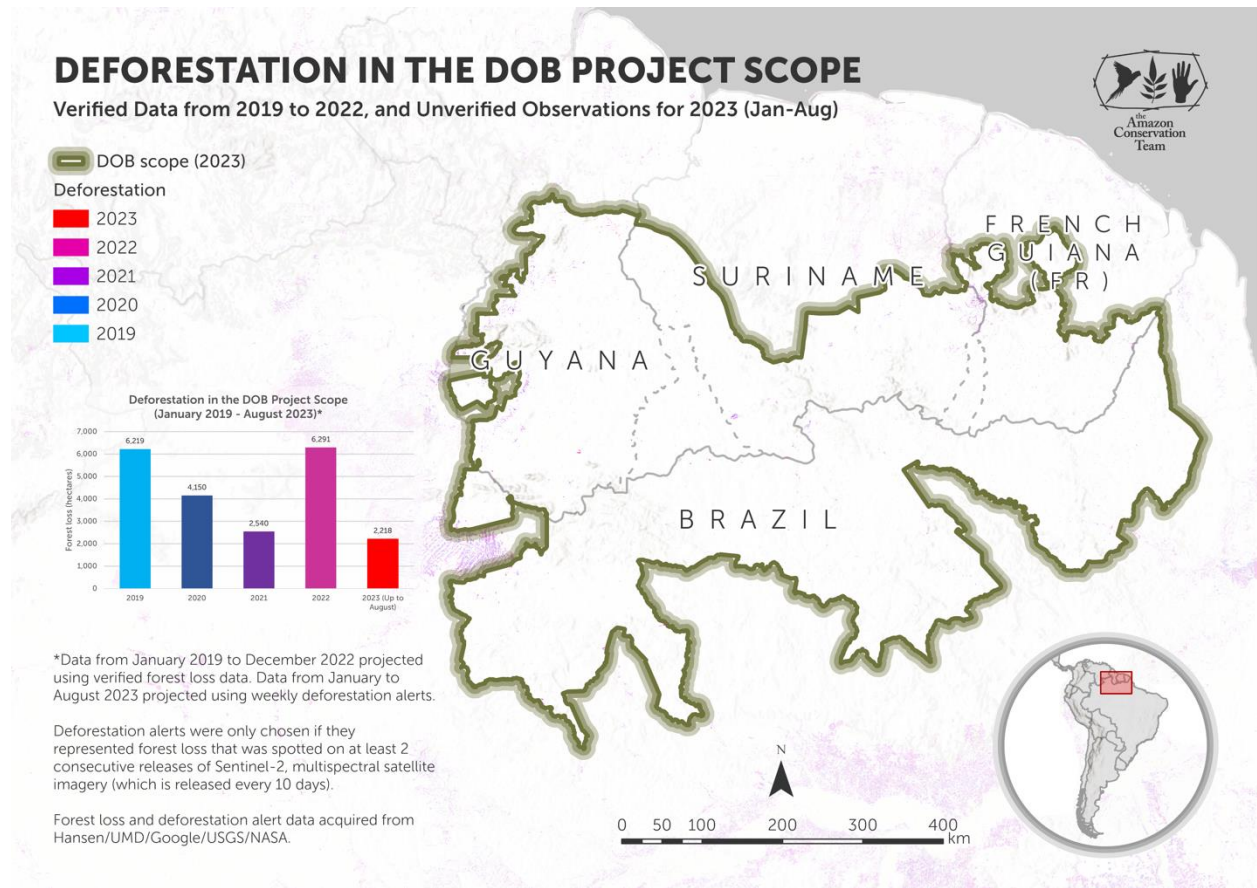 DEFORESTATION IN THE DOB PROJECT SCOPE
Verified Data from 2019 to 2022, and Unverified Observations for 2023 (Jan-Aug)
the
Amazon
Conservation
Team
DOB scope (2023)
Deforestation
2023
2022
2021
2020
2019
FRENCH
GUIANA
(FR)
SURINAME
GUYANA
BRAZIL
Deforestation in the DOB Project Scope
(January 2019 - August 2023)*
Forest loss (hectares)
7,000
6,000
5,000
4,000
3,000
2,000
1,000
0
6,219
4,150
2,540
6,291
2,218
2019
2020
2021
2022
2023 (Up to
August)
*Data from January 2019 to December 2022 projected
using verified forest loss data. Data from January to
August 2023 projected using weekly deforestation alerts.
Deforestation alerts were only chosen if they
represented forest loss that was spotted on at least 2
consecutive releases of Sentinel-2, multispectral satellite
imagery (which is released every 10 days).
Forest loss and deforestation alert data acquired from
Hansen/UMD/Google/USGS/NASA.
N
0 50 100 200 300 400
km